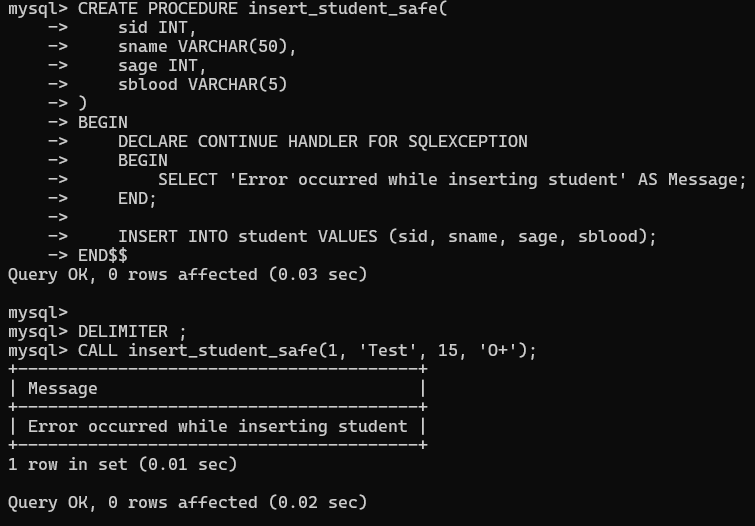 mysql> CREATE PROCEDURE insert_student_safe(
    ->     sid INT,
    ->     sname VARCHAR(50),
    ->     sage INT,
    ->     sblood VARCHAR(5)
    -> )
    -> BEGIN
    ->     DECLARE CONTINUE HANDLER FOR SQLEXCEPTION
    ->     BEGIN
    ->         SELECT 'Error occurred while inserting student' AS Message;
    ->     END;
    ->
    ->     INSERT INTO student VALUES (sid, sname, sage, sblood);
    -> END$$
Query OK, 0 rows affected (0.03 sec)

mysql>
mysql> DELIMITER ;
mysql> CALL insert_student_safe(1, 'Test', 15, 'O+');
+----------------------------------------+
| Message                                |
+----------------------------------------+
| Error occurred while inserting student |
+----------------------------------------+
1 row in set (0.01 sec)

Query OK, 0 rows affected (0.02 sec)